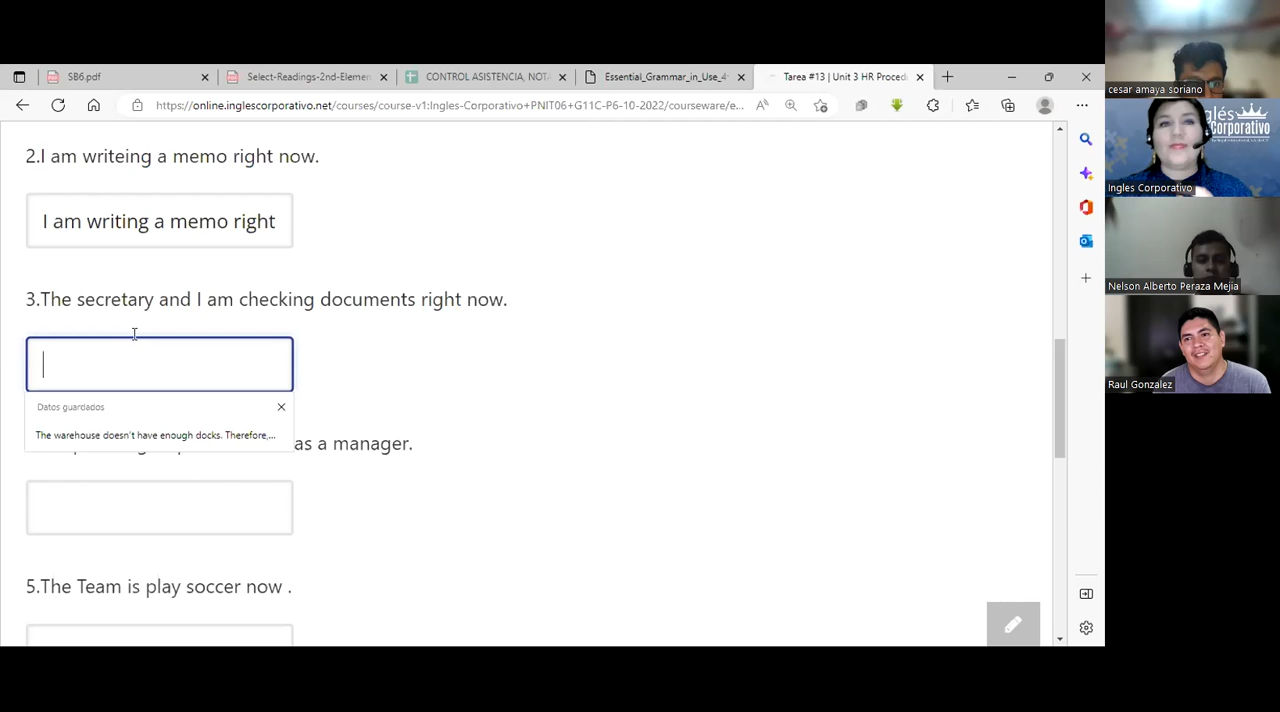 SB6.pdf
Select-Readings-2nd-Elemen
CONTROL ASISTENCIA, NOTA
Essential_Grammar_in_Use_4
Tarea #13 | Unit 3 HR Proced
https://online.inglescorporativo.net/courses/course-v1:Ingles-Corporativo+PNIT06+G11C-P6-10-2022/courseware/e...
2.I am writeing a memo right now.
I am writing a memo right
3.The secretary and I am checking documents right now.
Datos guardados
The warehouse doesn't have enough docks. Therefore,...
as a manager.
5.The Team is play soccer now .
cesar amaya soriano
glés
Corporativo
Ingles Corporativo
Nelson Alberto Peraza Mejia
Raul Gonzalez